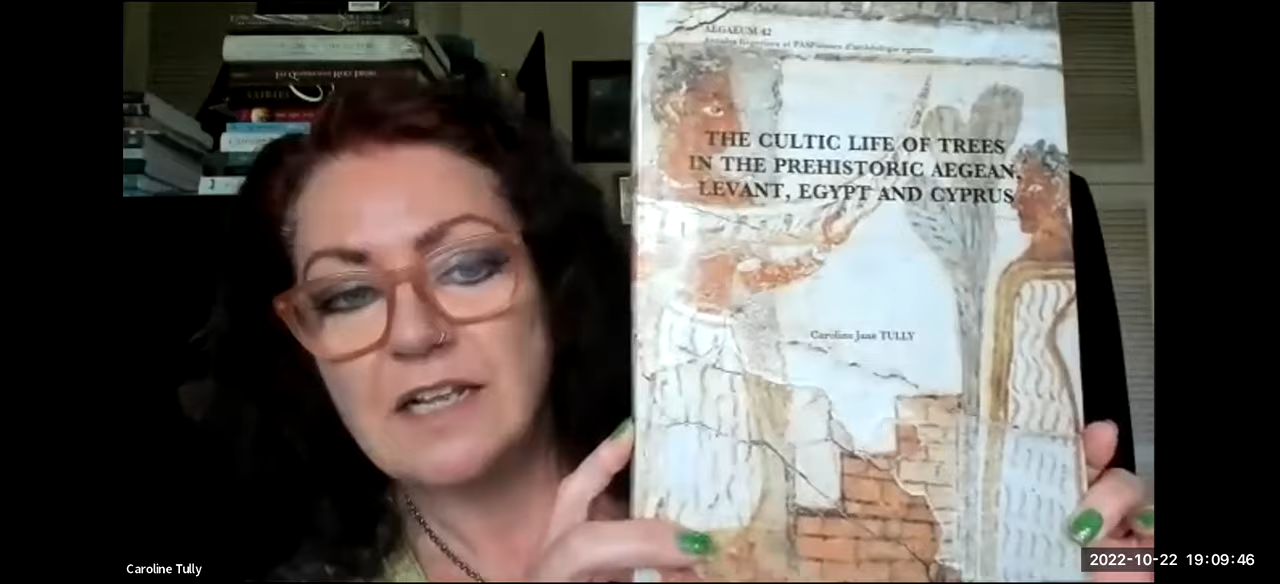 AEGAEUM 42
THE CULTIC LIFE OF TREES
IN THE PREHISTORIC AEGEAN,
LEVANT, EGYPT AND CYPRUS
Caroline Jane TULLY
Caroline Tully
2022-10-22 19:09:46